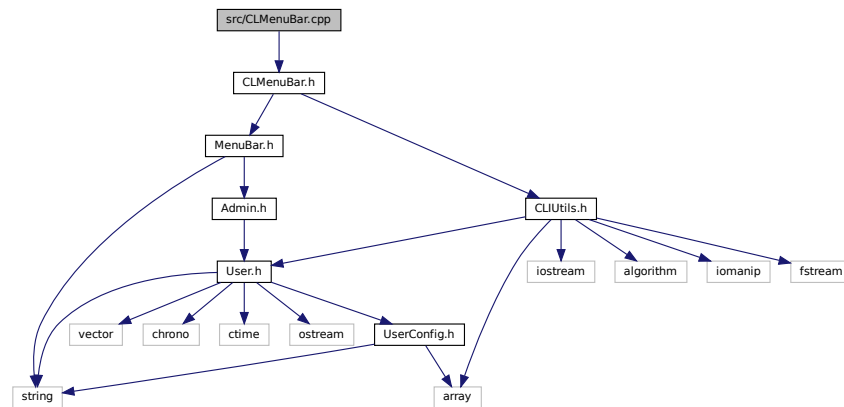 src/CLMenuBar.cpp
CLMenuBar.h
MenuBar.h
Admin.h
CLIUtils.h
User.h
iostream
algorithm
iomanip
fstream
vector
chrono
ctime
ostream
UserConfig.h
string
array